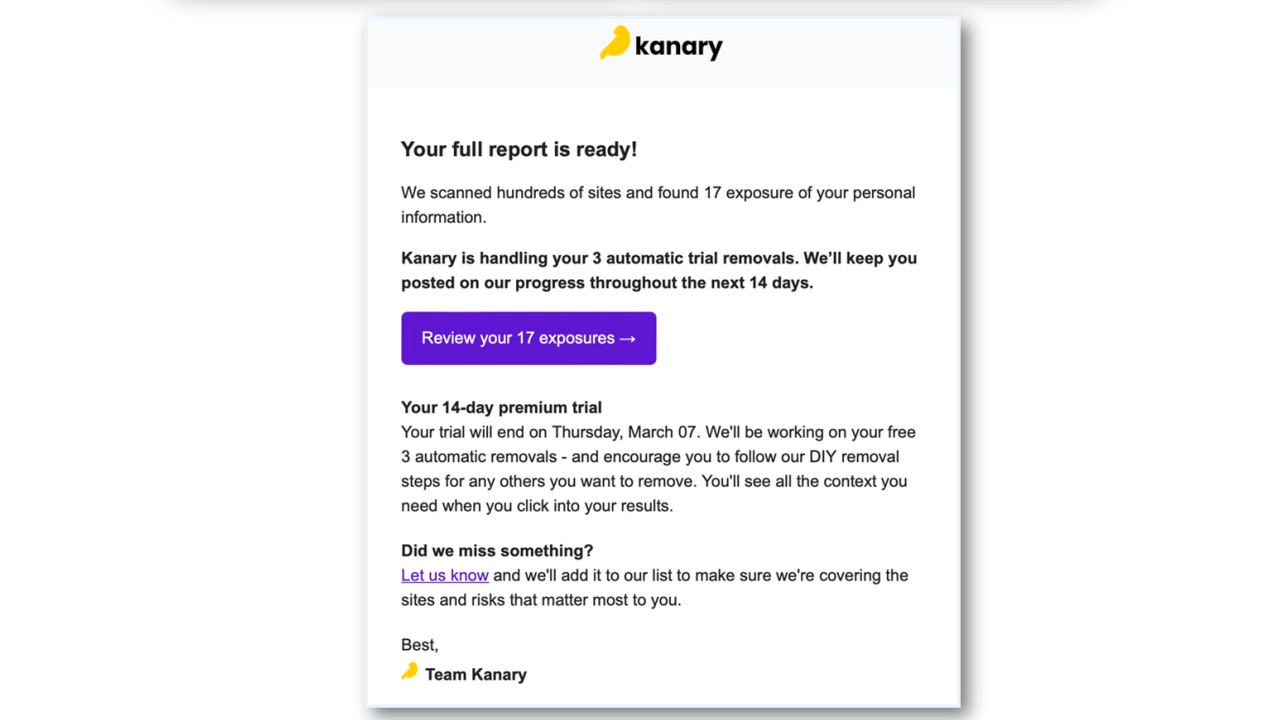 kanary
Your full report is ready!
We scanned hundreds of sites and found 17 exposure of your personal
information.
Kanary is handling your 3 automatic trial removals. We’ll keep you
posted on our progress throughout the next 14 days.
Review your 17 exposures →
Your 14-day premium trial
Your trial will end on Thursday, March 07. We'll be working on your free
3 automatic removals - and encourage you to follow our DIY removal
steps for any others you want to remove. You'll see all the context you
need when you click into your results.
Did we miss something?
Let us know and we'll add it to our list to make sure we're covering the
sites and risks that matter most to you.
Best,
Team Kanary